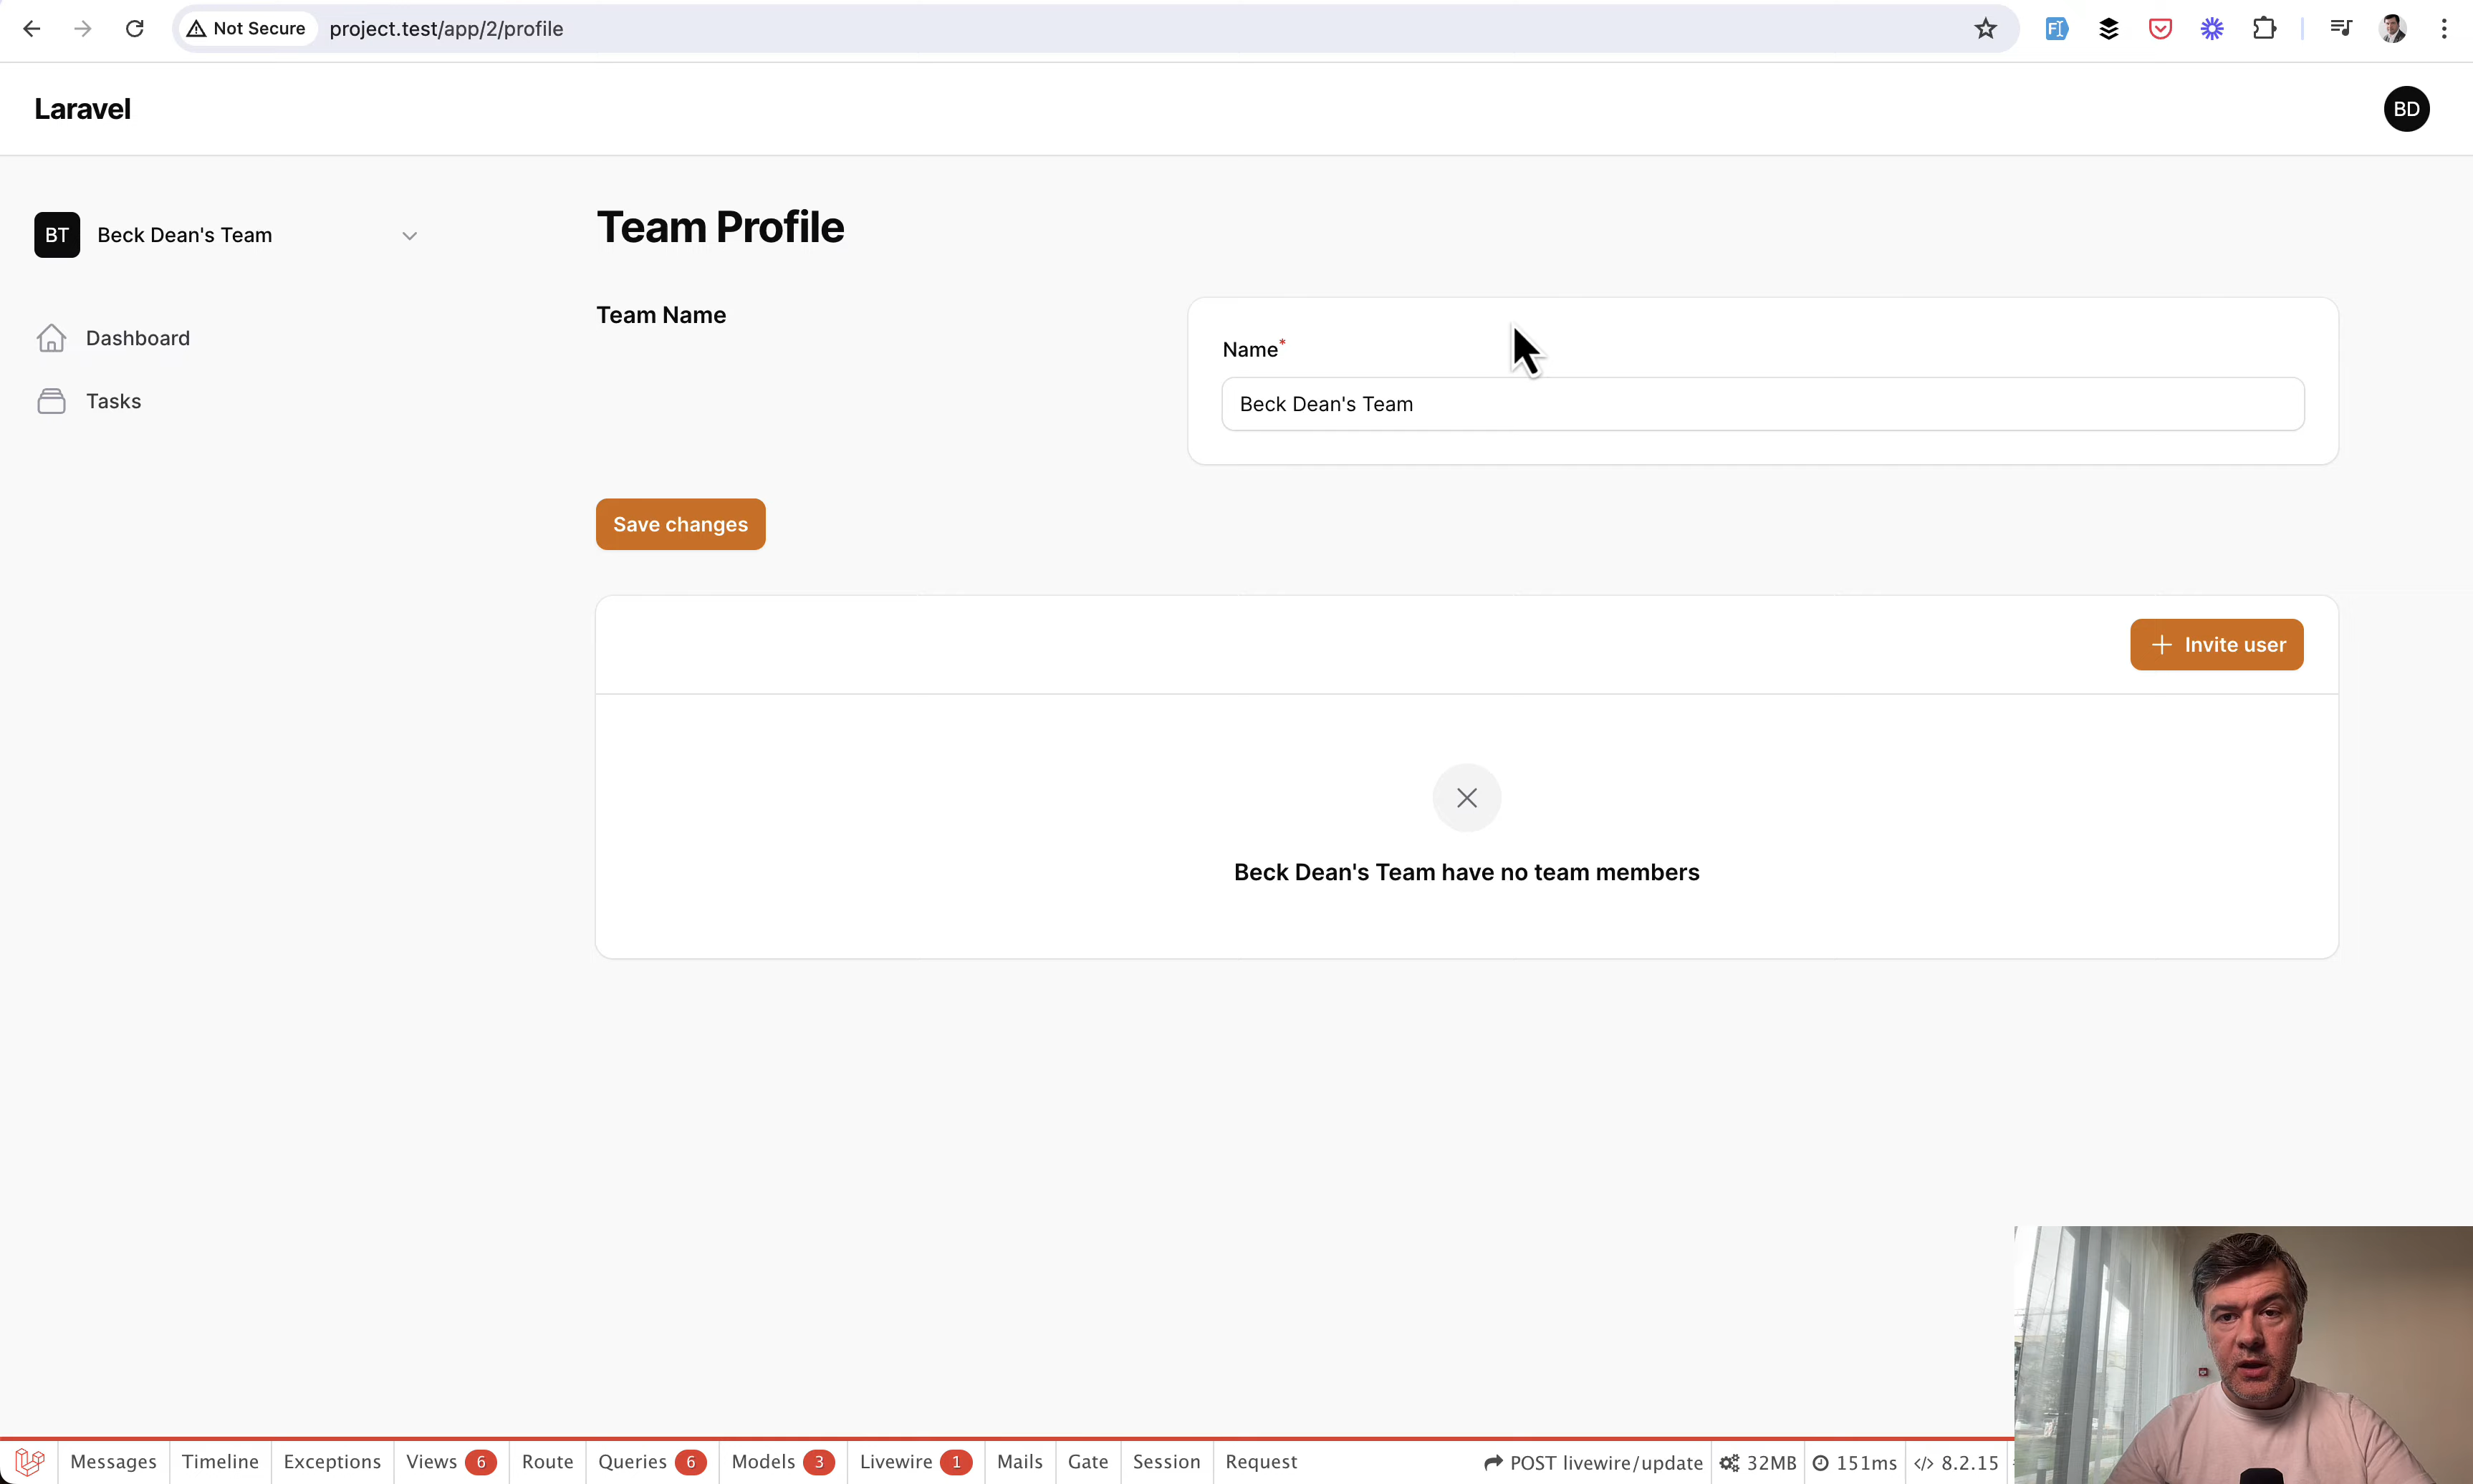 Not Secure
project.test/app/2/profile
Laravel
BD
BT
Beck Dean's Team
Dashboard
Tasks
Team Profile
Team Name
Name*
Beck Dean's Team
Save changes
Invite user
Beck Dean's Team have no team members
Messages
Timeline
Exceptions
Views 6
Route
Queries 6
Models 3
Livewire 1
Mails
Gate
Session
Request
POST livewire/update
32MB
151ms
8.2.15